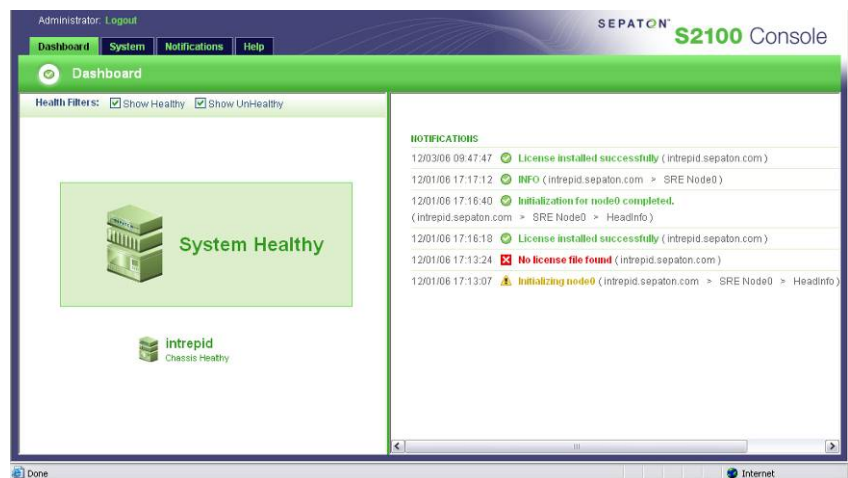 Administrator: Logout
SEPATON
S2100 Console
Dashboard System Notifications Help
Dashboard
Health Filters: Show Healthy Show UnHealthy
System Healthy
intrepid
Chassis Healthy
NOTIFICATIONS
12/03/06 09:47:47 License installed successfully ( intrepid.sepaton.com )
12/01/06 17:17:12 INFO ( intrepid.sepaton.com > SRE Node0 )
12/01/06 17:16:40 Initialization for node0 completed.
( intrepid.sepaton.com > SRE Node0 > HeadInfo )
12/01/06 17:16:18 License installed successfully ( intrepid.sepaton.com )
12/01/06 17:13:24 No license file found ( intrepid.sepaton.com )
12/01/06 17:13:07 Initializing node0 ( intrepid.sepaton.com > SRE Node0 > HeadInfo )
Done Internet